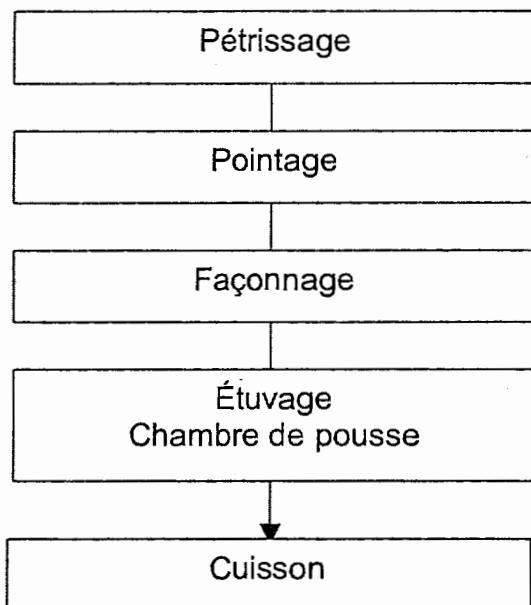 Pétrissage
Pointage
Façonnage
Étuvage
Chambre de pousse
Cuisson